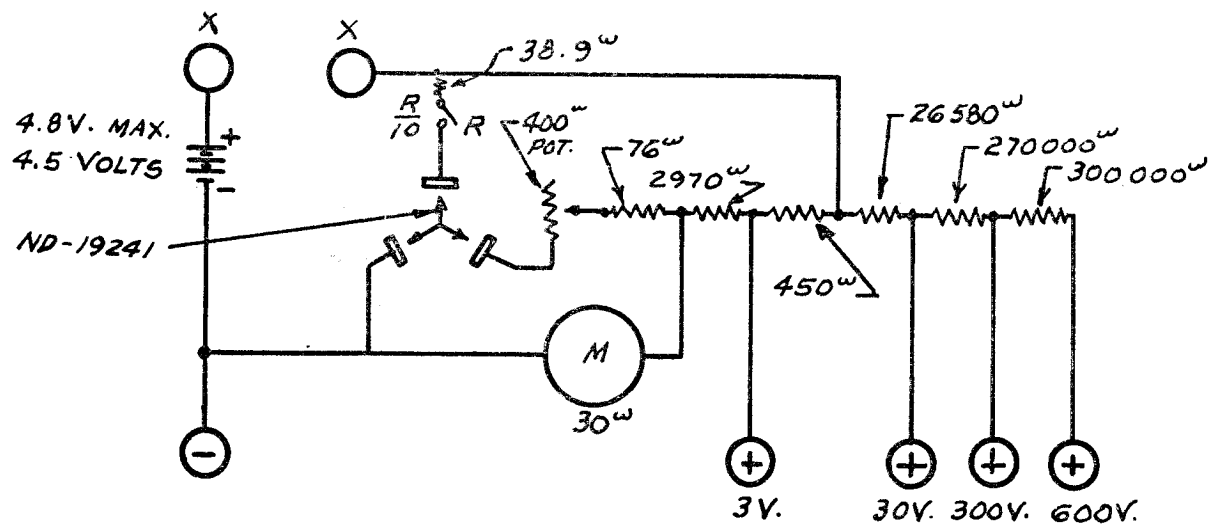 X
X
38.9ω
4.8V. MAX.
4.5 VOLTS
+
-
R
10
R
400ω
POT.
76ω
2970ω
26580ω
270000ω
300000ω
ND-19241
450ω
M
30ω
-
+
+
+
+
3V.
30V.
300V.
600V.